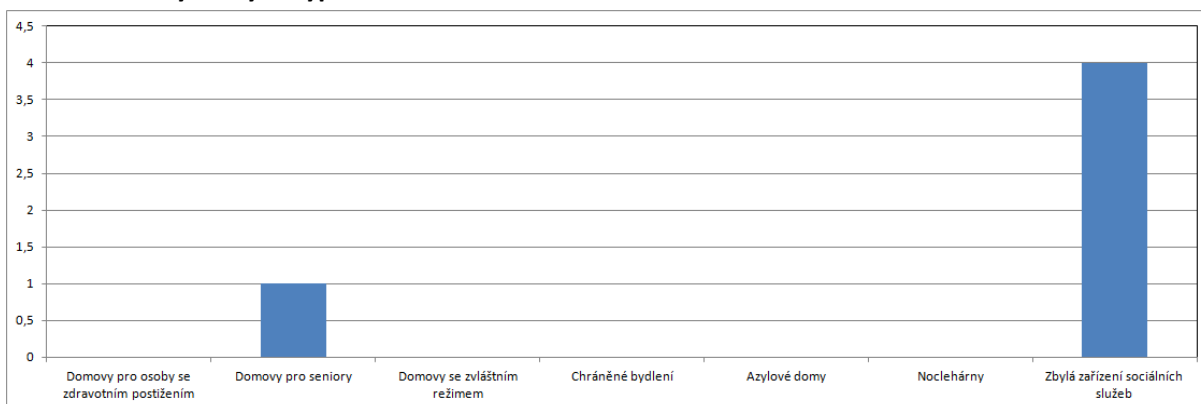 4,5
4
3,5
3
2,5
2
1,5
1
0,5
0
Domovy pro osoby se
zdravotním postižením
Domovy pro seniory
Domovy se zvláštním
režimem
Chráněné bydlení
Azylové domy
Noclehárny
Zbylá zařízení sociálních
služeb